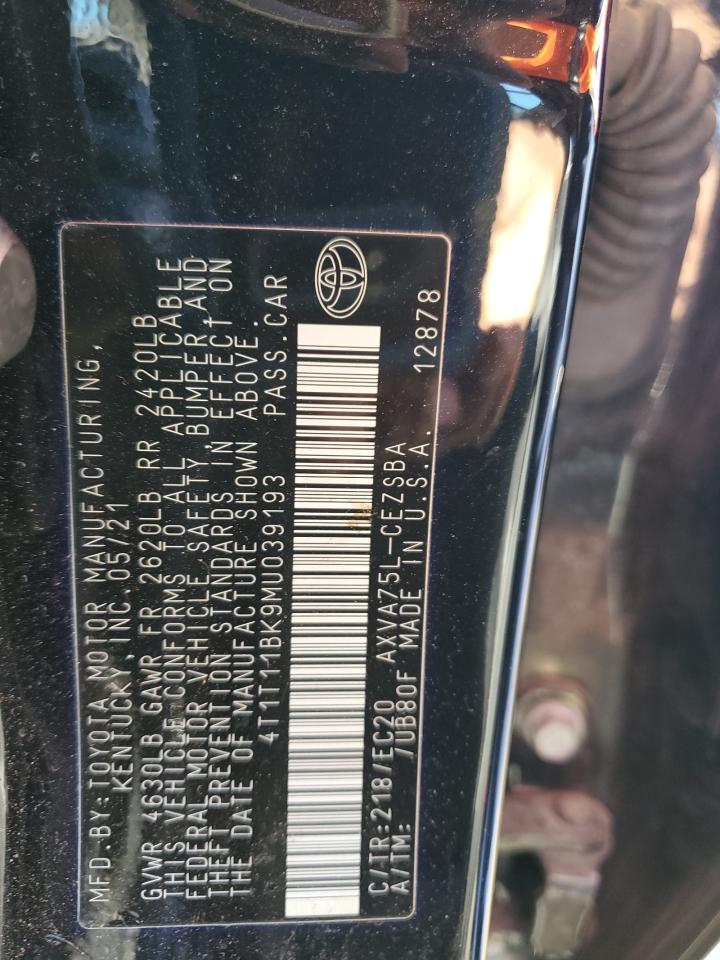 MFD.BY:TOYOTA MOTOR MANUFACTURING,
KENTUCKY,INC.05/21
GVWR 4630LB GAWR FR 2620LB RR 2420LB
THIS VEHICLE CONFORMS TO ALL APPLICABLE
FEDERAL MOTOR VEHICLE SAFETY,BUMPER,AND
THEFT PREVENTION STANDARDS IN EFFECT ON
THE DATE OF MANUFACTURE SHOWN ABOVE.
4T1T11BK9MU039193 PASS.CAR
C/TR:218/EC20 AXVA75L-CEZSBA
A/TM: /UB80F MADE IN U.S.A. 12878